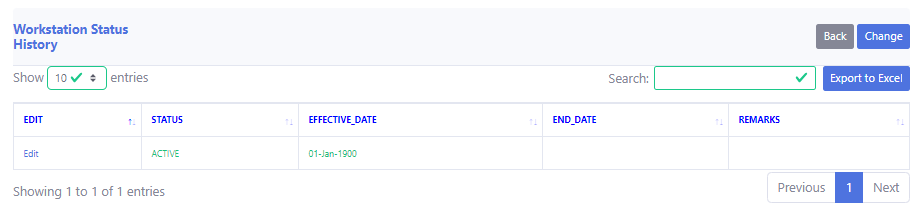 Workstation Status
History
Back Change
Show 10 entries Search: Export to Excel
EDIT STATUS EFFECTIVE_DATE END_DATE REMARKS
Edit ACTIVE 01-Jan-1900
Showing 1 to 1 of 1 entries Previous 1 Next